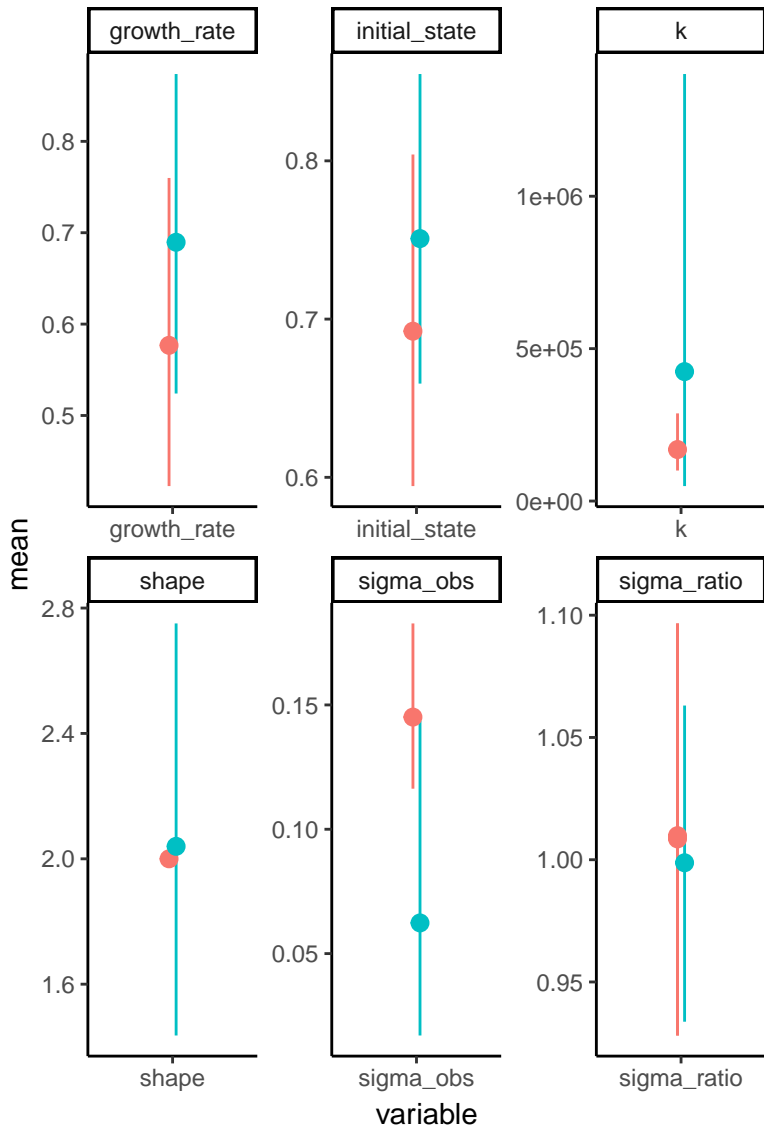 growth_rate
initial_state
k
0.8
0.7
0.6
0.5
0.8
0.7
0.6
1e+06
5e+05
0e+00
growth_rate
initial_state
k
mean
shape
sigma_obs
sigma_ratio
2.8
2.4
2.0
1.6
0.15
0.10
0.05
1.10
1.05
1.00
0.95
shape
sigma_obs
sigma_ratio
variable